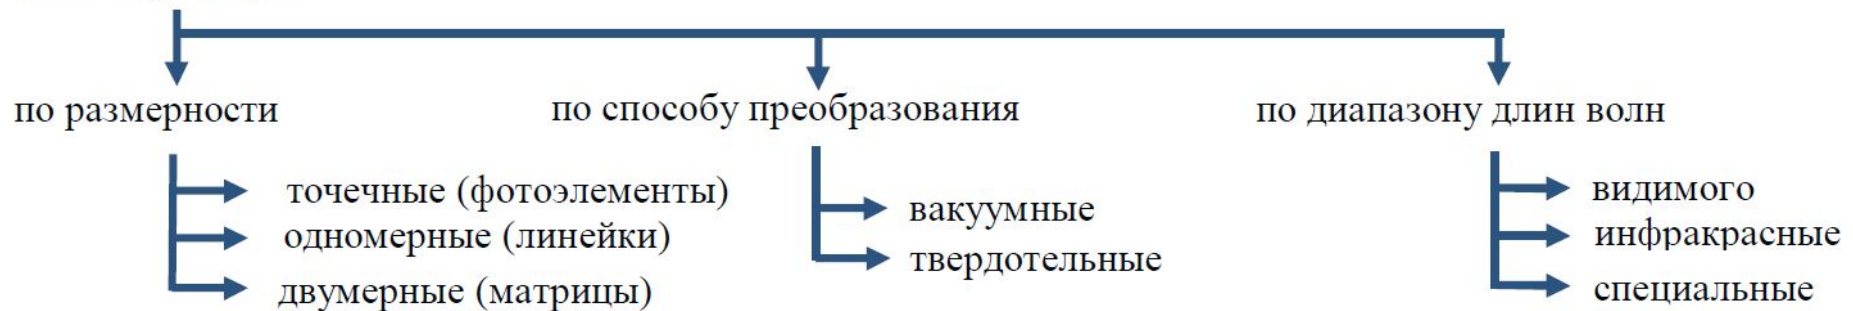 по размерности
по способу преобразования
по диапазону длин волн
точечные (фотоэлементы)
одномерные (линейки)
двумерные (матрицы)
вакуумные
твердотельные
видимого
инфракрасные
специальные